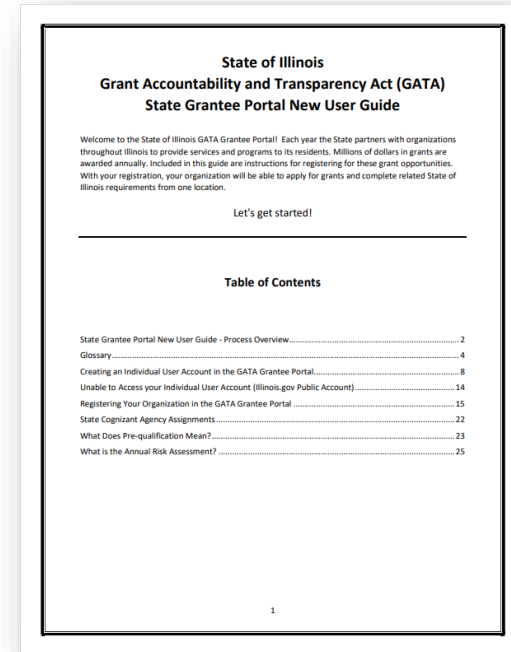 State of Illinois
Grant Accountability and Transparency Act (GATA)
State Grantee Portal New User Guide
Welcome to the State of Illinois GATA Grantee Portal! Each year the State partners with organizations
throughout Illinois to provide services and programs to its residents. Millions of dollars in grants are
awarded annually. Included in this guide are instructions for registering for these grant opportunities.
With your registration, your organization will be able to apply for grants and complete related State of
Illinois requirements from one location.
Let's get started!
Table of Contents
State Grantee Portal New User Guide - Process Overview........................................................................2
Glossary........................................................................4
Creating an Individual User Account in the GATA Grantee Portal........................................................................8
Unable to Access your Individual User Account (Illinois.gov Public Account)........................................................................14
Registering Your Organization in the GATA Grantee Portal ........................................................................15
State Cognizant Agency Assignments ........................................................................22
What Does Pre-qualification Mean? ........................................................................23
What is the Annual Risk Assessment? ........................................................................25
1